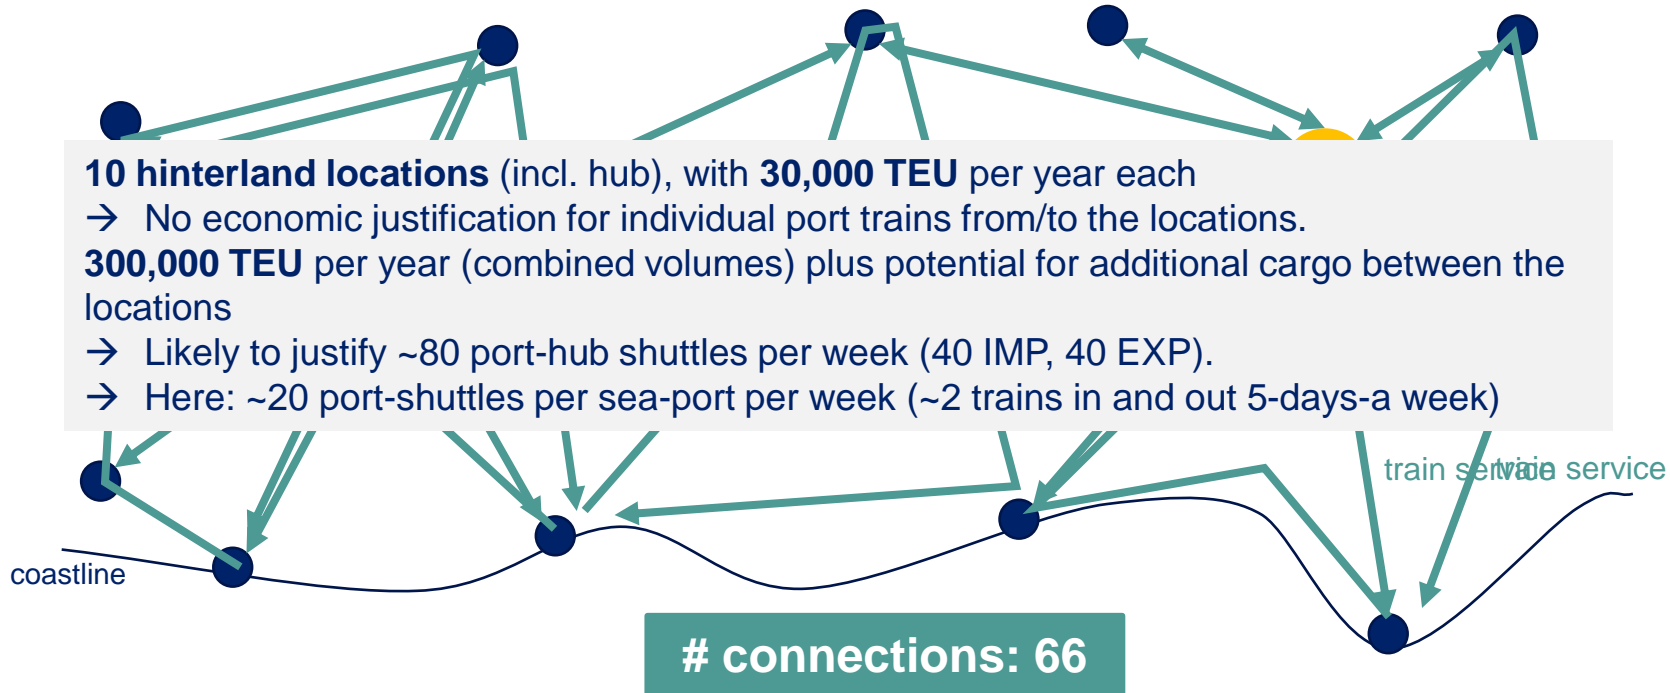 10 hinterland locations (incl. hub), with 30,000 TEU per year each
→ No economic justification for individual port trains from/to the locations.
300,000 TEU per year (combined volumes) plus potential for additional cargo between the
locations
→ Likely to justify ~80 port-hub shuttles per week (40 IMP, 40 EXP).
→ Here: ~20 port-shuttles per sea-port per week (~2 trains in and out 5-days-a week)
train service
train service
coastline
# connections: 66